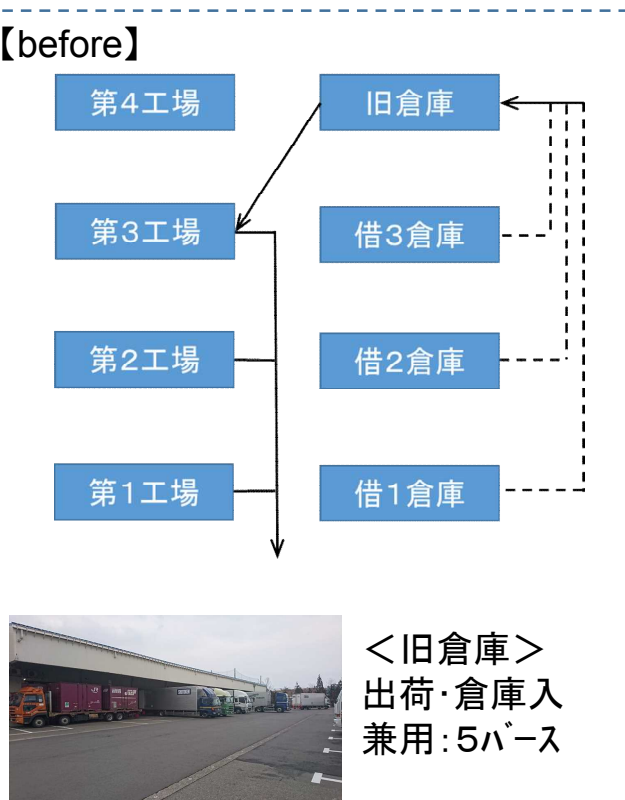 【before】
第4工場
旧倉庫
第3工場
借3倉庫
第2工場
借2倉庫
第1工場
借1倉庫
＜旧倉庫＞
出荷･倉庫入
兼用:5ﾊﾞｰｽ